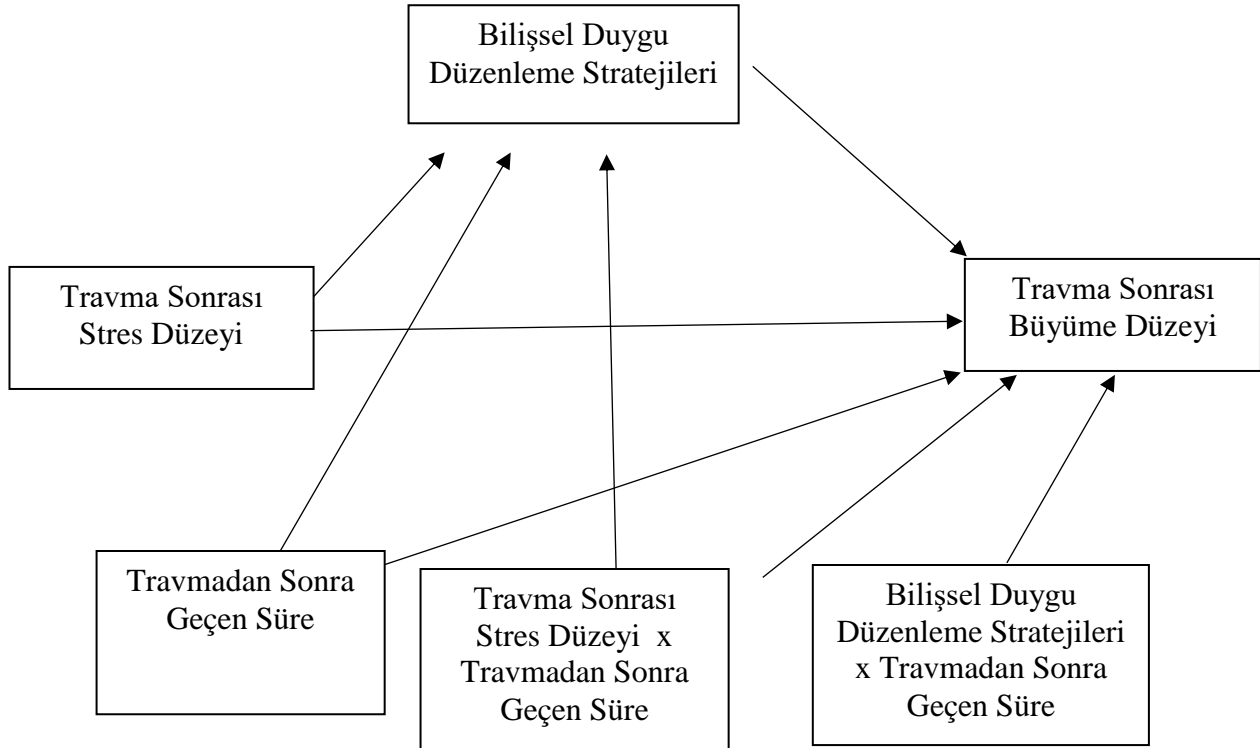 Bilişsel Duygu
Düzenleme Stratejileri
Travma Sonrası
Stres Düzeyi
Travma Sonrası
Büyüme Düzeyi
Travmadan Sonra
Geçen Süre
Travma Sonrası
Stres Düzeyi x
Travmadan Sonra
Geçen Süre
Bilişsel Duygu
Düzenleme Stratejileri
x Travmadan Sonra
Geçen Süre